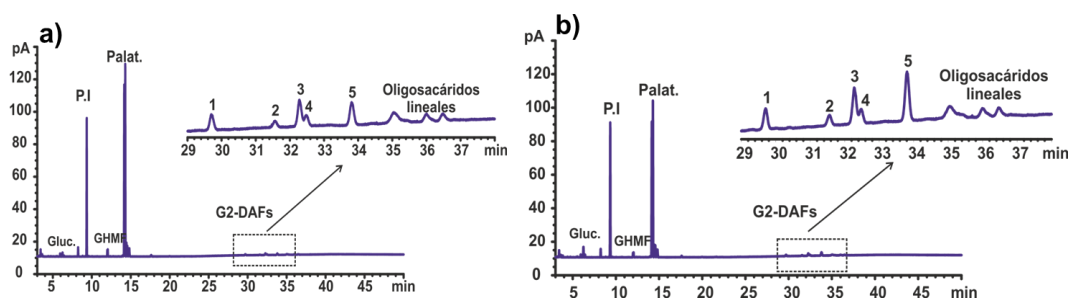 a)
pA
120
100
80
60
40
20
0
Palat.
P.I
Gluc.
GHMF
1
2
3
4
5
Oligosacáridos
lineales
29 30 31 32 33 34 35 36 37 min
G2-DAFs
5 10 15 20 25 30 35 40 45 min
b)
pA
120
100
80
60
40
20
0
Palat.
P.I
Gluc.
GHMF
1
2
3
4
5
Oligosacáridos
lineales
29 30 31 32 33 34 35 36 37 min
G2-DAFs
5 10 15 20 25 30 35 40 45 min